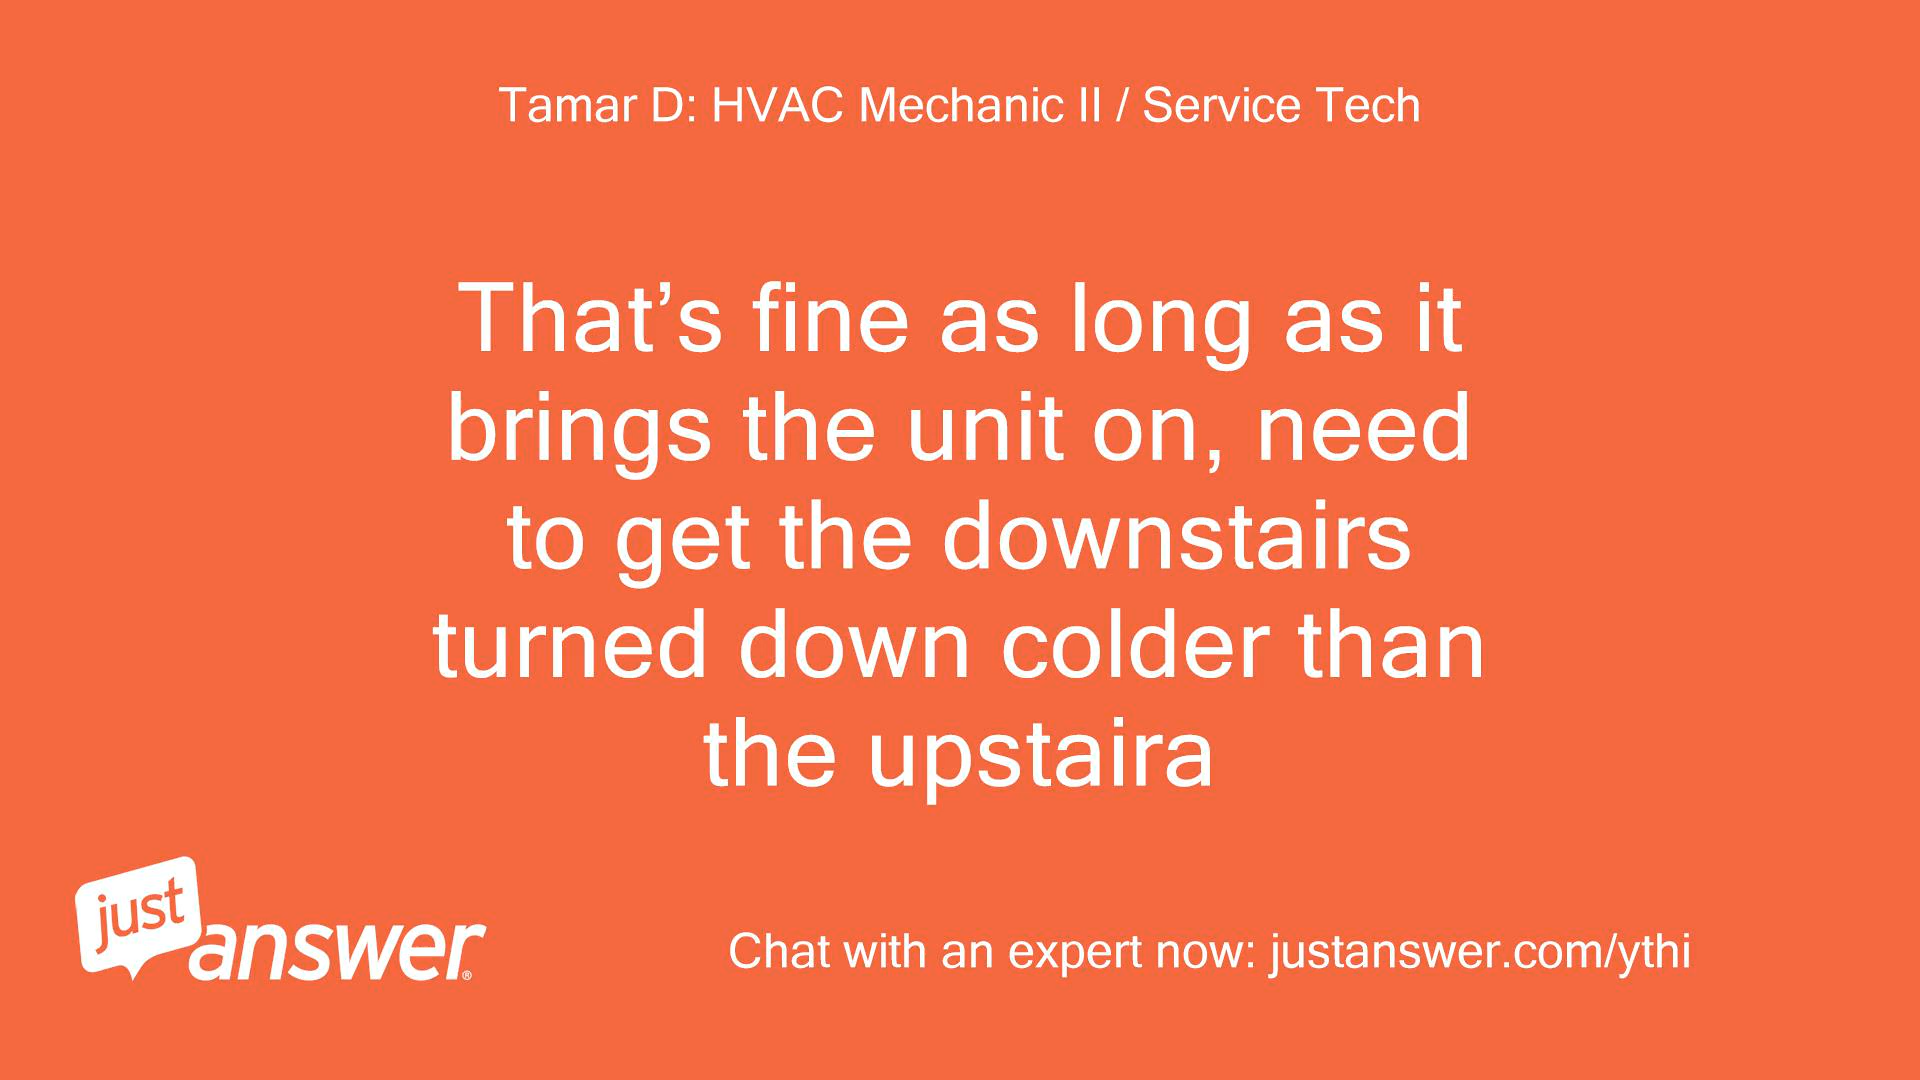 Tamar D: HVAC Mechanic II / Service Tech
That’s fine as long as it
brings the unit on, need
to get the downstairs
turned down colder than
the upstaira
just
answer®
Chat with an expert now: justanswer.com/ythi